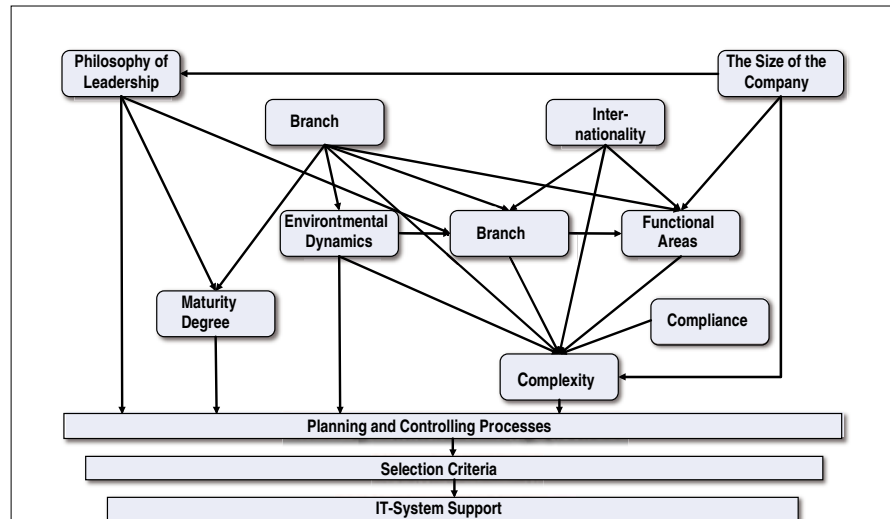 Philosophy of
Leadership
The Size of the
Company
Branch
Inter-
nationality
Environtmental
Dynamics
Branch
Functional
Areas
Maturity
Degree
Compliance
Complexity
Planning and Controlling Processes
Selection Criteria
IT-System Support